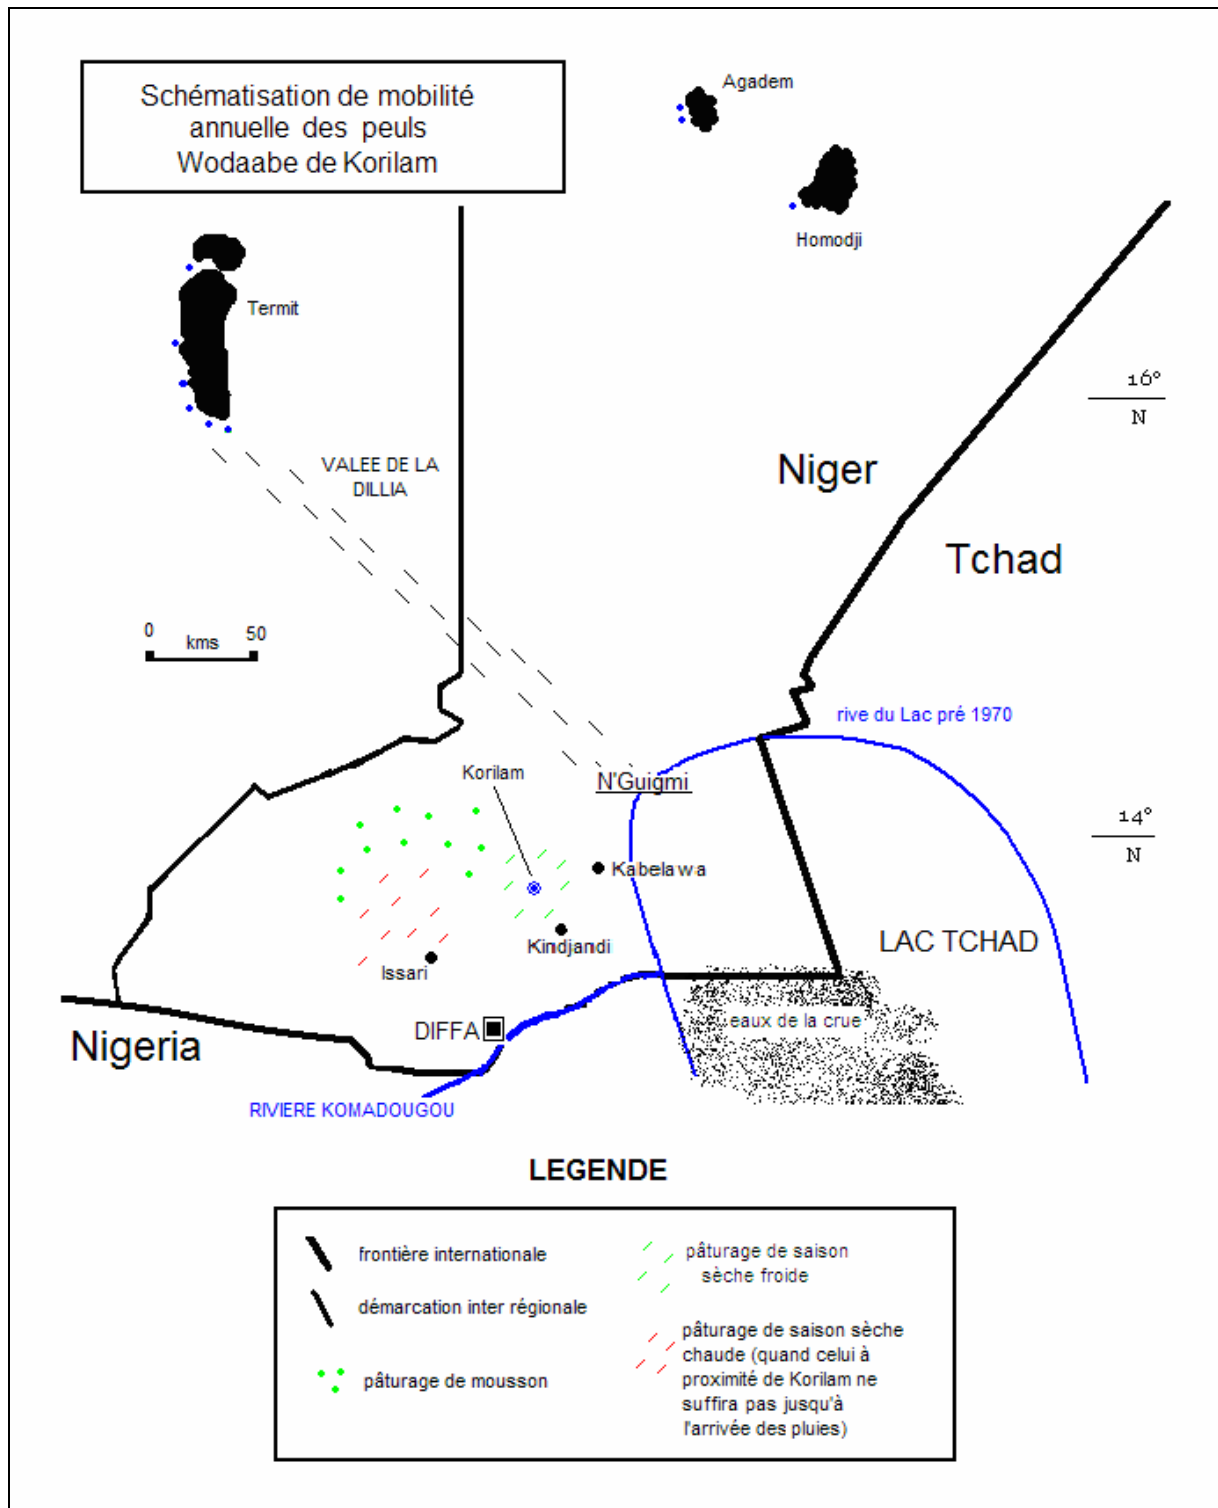 Schématisation de mobilité
annuelle des peuls
Wodaabe de Korilam
Agadem
Homodji
Termit
16°
N
VALEE DE LA
DILLIA
Niger
Tchad
0 50
kms
rive du Lac pré 1970
Korilam
N'Guigmi
14°
N
Kabelawa
Kindjandi
LAC TCHAD
Issari
eaux de la crue
DIFFA
Nigeria
RIVIERE KOMADOUGOU
LEGENDE
frontière internationale
démarcation inter régionale
pâturage de mousson
pâturage de saison
sèche froide
pâturage de saison sèche
chaude (quand celui à
proximité de Korilam ne
suffira pas jusqu'à
l'arrivée des pluies)